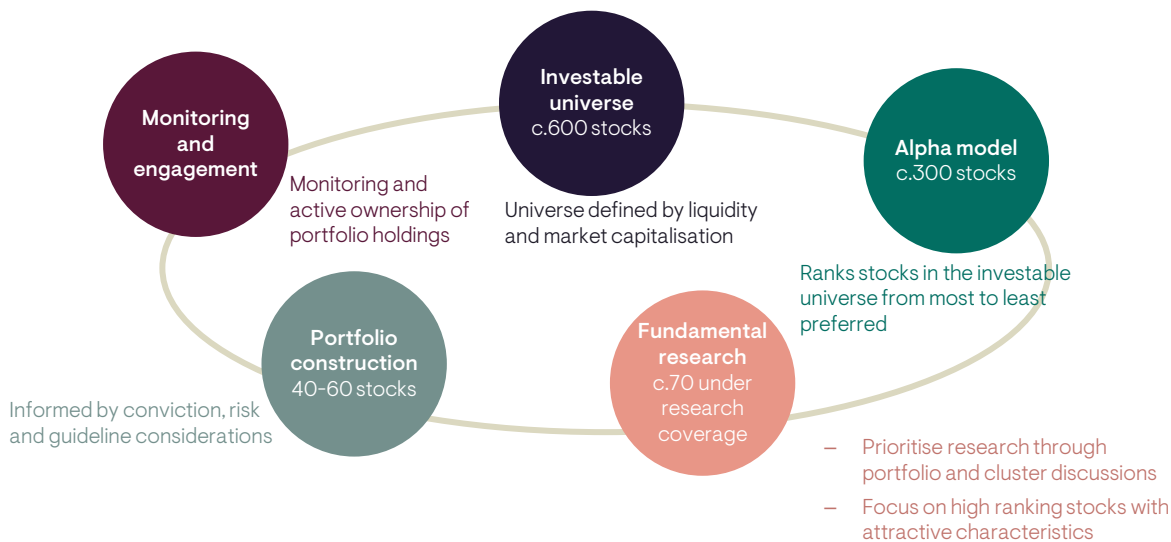 Monitoring
and
engagement
Monitoring and
active ownership of
portfolio holdings
Investable
universe
c.600 stocks
Universe defined by liquidity
and market capitalisation
Alpha model
c.300 stocks
Ranks stocks in the investable
universe from most to least
preferred
Fundamental
research
c.70 under
research
coverage
– Prioritise research through
portfolio and cluster discussions
– Focus on high ranking stocks with
attractive characteristics
Portfolio
construction
40-60 stocks
Informed by conviction, risk
and guideline considerations